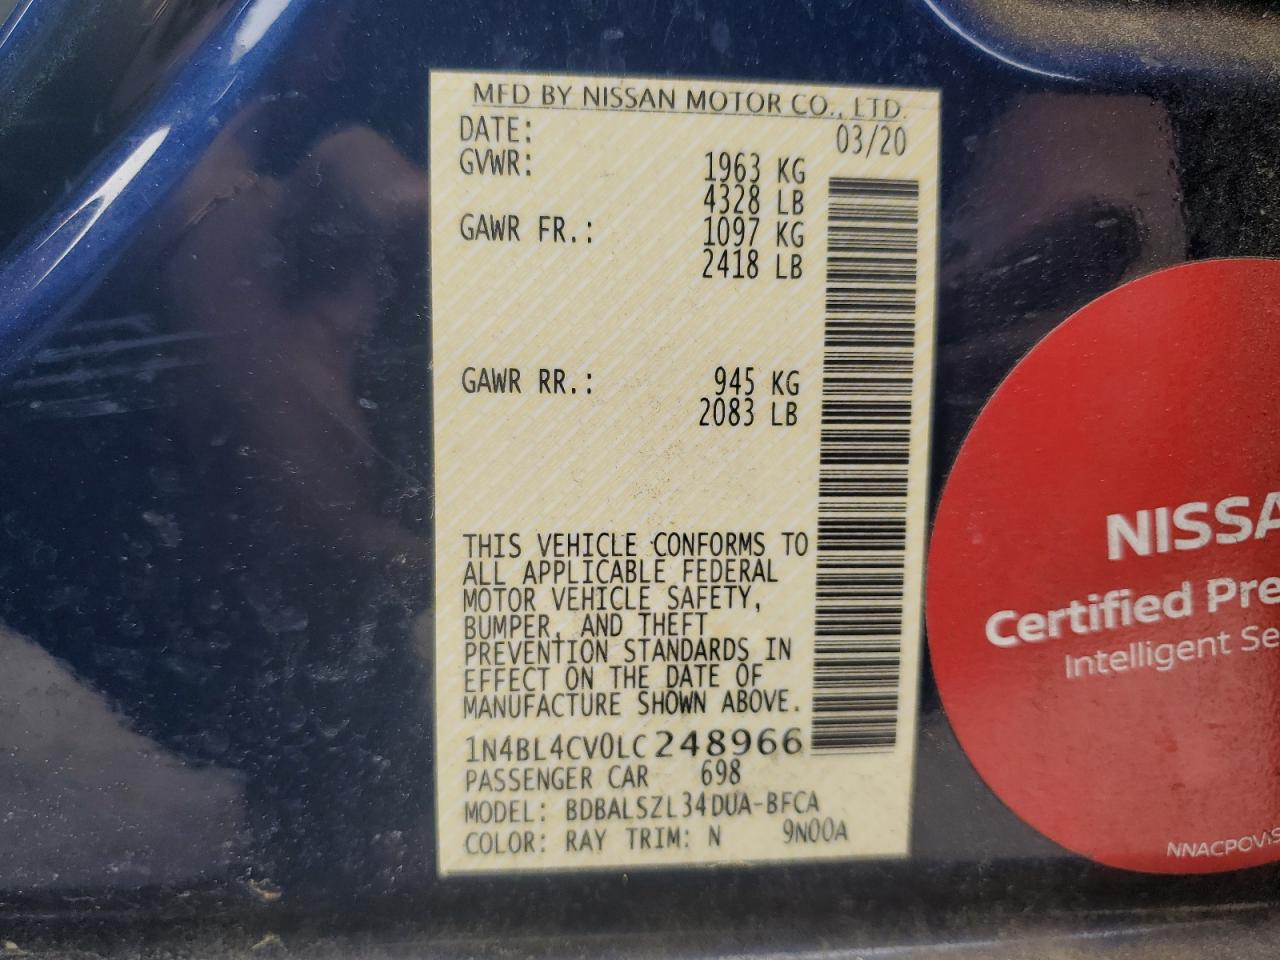 MFD BY NISSAN MOTOR CO., LTD.
DATE: 03/20
GVWR: 1963 KG
4328 LB
GAWR FR.: 1097 KG
2418 LB
GAWR RR.: 945 KG
2083 LB
THIS VEHICLE CONFORMS TO
ALL APPLICABLE FEDERAL
MOTOR VEHICLE SAFETY,
BUMPER, AND THEFT
PREVENTION STANDARDS IN
EFFECT ON THE DATE OF
MANUFACTURE SHOWN ABOVE.
1N4BL4CV0LC248966
PASSENGER CAR 698
MODEL: BDBALSZL34DUA-BFCA
COLOR: RAY TRIM: N 9N00A
NISSA
Certified Pre
Intelligent Se
NNACPOVIS